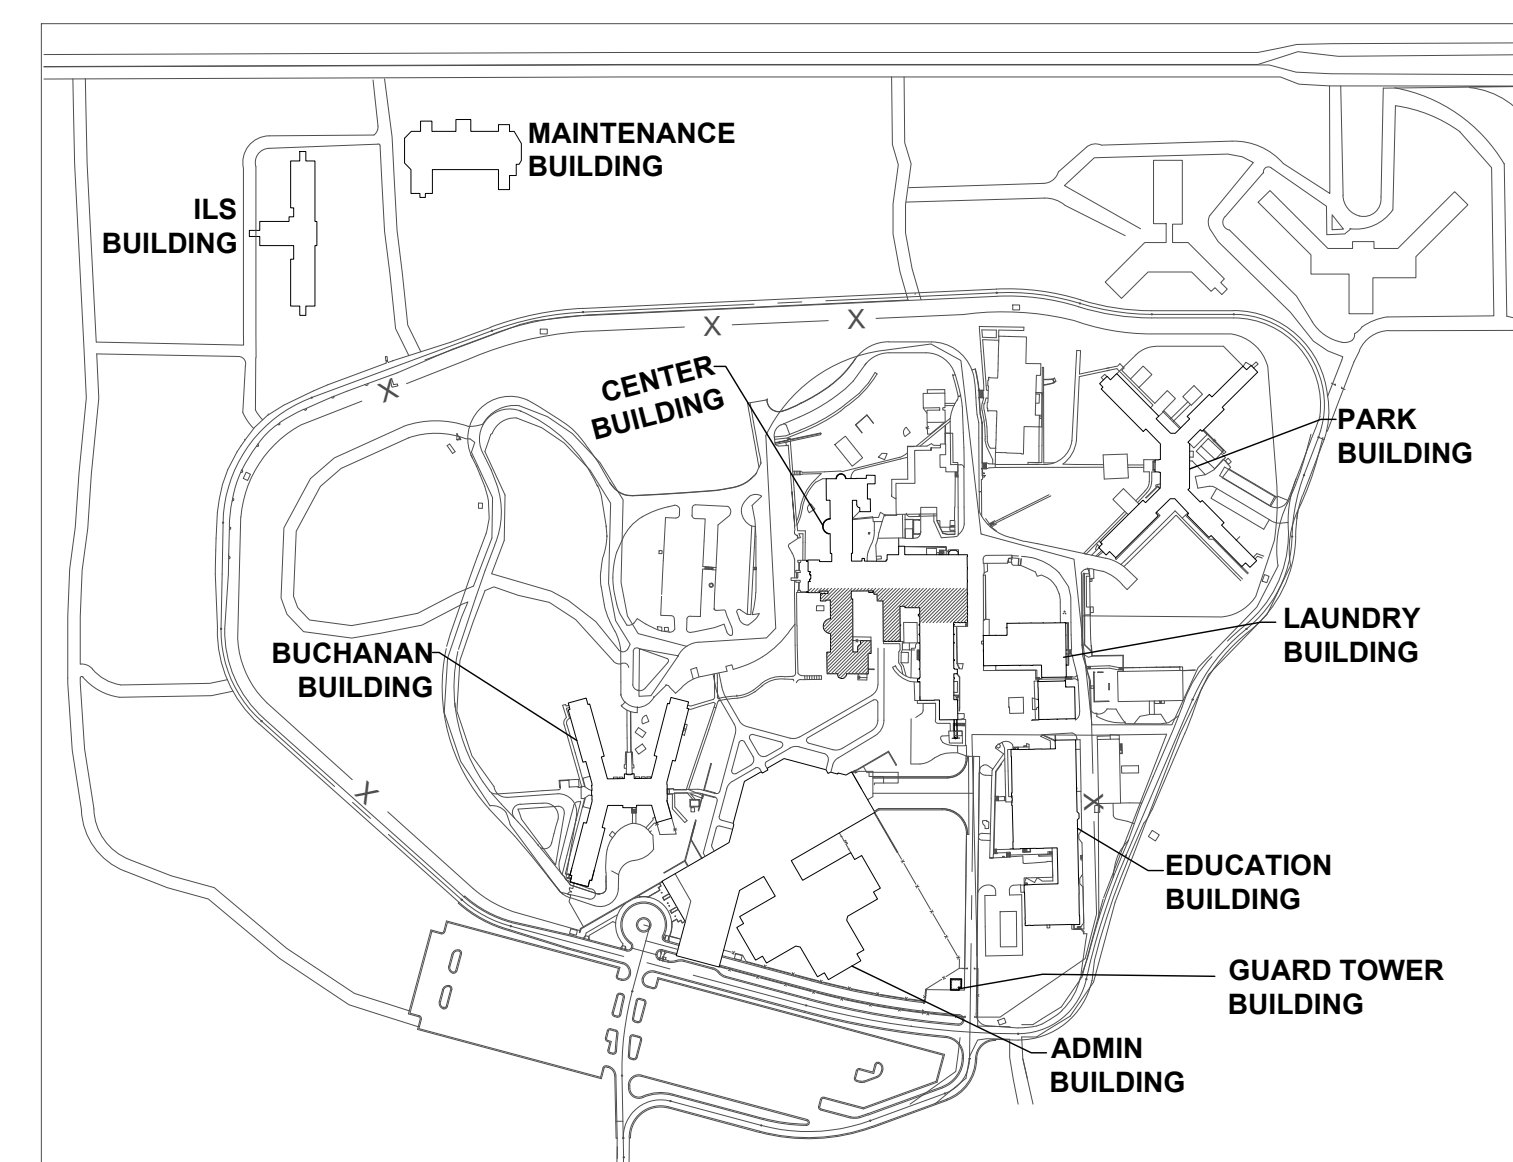 MAINTENANCE
BUILDING
ILS
BUILDING
X
X
X
CENTER
BUILDING
PARK
BUILDING
LAUNDRY
BUILDING
BUCHANAN
BUILDING
X
X
EDUCATION
BUILDING
GUARD TOWER
BUILDING
ADMIN
BUILDING